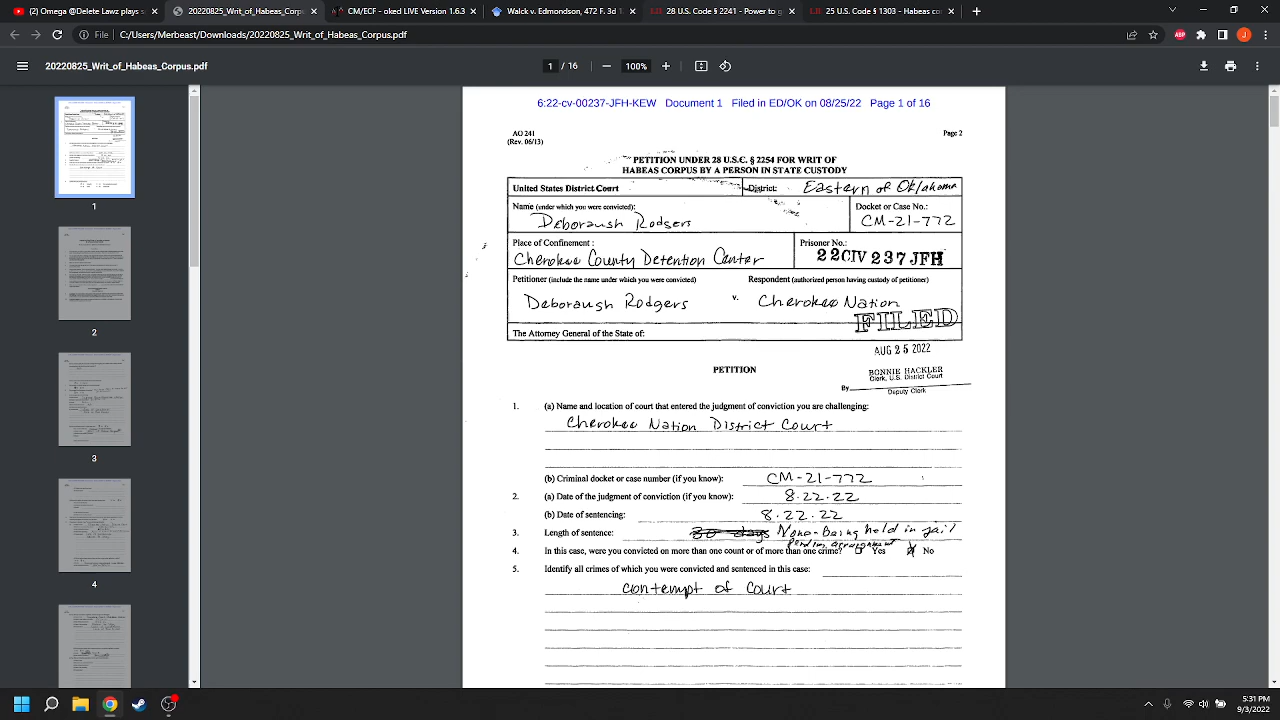 (2) Omega @Delete Lawz plays s
20220825_Writ_of_Habeas_Corpus
CM/ECF - oked LIVE Version 1.6.3
Walck v. Edmondson, 472 F. 3d 1
28 U.S. Code § 2241 - Power to g
25 U.S. Code § 1303 - Habeas co
File C:/Users/Merbeast/Downloads/20220825_Writ_of_Habeas_Corpus.pdf
20220825_Writ_of_Habeas_Corpus.pdf
1 / 16 100%
6:22-cv-00237-JFH-KEW Document 1 Filed in ED/OK on 08/25/22 Page 1 of 16
AO 241 Page 2
PETITION UNDER 28 U.S.C. § 2254 FOR WRIT OF
HABEAS CORPUS BY A PERSON IN STATE CUSTODY
United States District Court District: Eastern of Oklahoma
Name (under which you were convicted): Docket or Case No.:
Deboraush Rodgers CM-21-772
Place of Confinement : Prisoner No.:
Cherokee County Detention Center 22CIV 237 JFH
Petitioner (include the name under which you were convicted) Respondent (authorized person having custody of petitioner)
Deboraush Rodgers v. Cherokee Nation
FILED
The Attorney General of the State of:
AUG 25 2022
PETITION
BONNIE HACKLER
Clerk, U.S. District Court
By
Deputy Clerk
1. (a) Name and location of court that entered the judgment of conviction you are challenging:
Cherokee Nation District Court
(b) Criminal docket or case number (if you know): CM-21-772
2. (a) Date of the judgment of conviction (if you know): 8.22.22
(b) Date of sentencing: 8.22.22
3. Length of sentence: 30 days None-Being held in jail
Pending arraignment
In this case, were you convicted on more than one count or of more than one crime? Yes No
5. Identify all crimes of which you were convicted and sentenced in this case:
contempt of Court
1
2
3
4
5:31 PM
9/3/2022